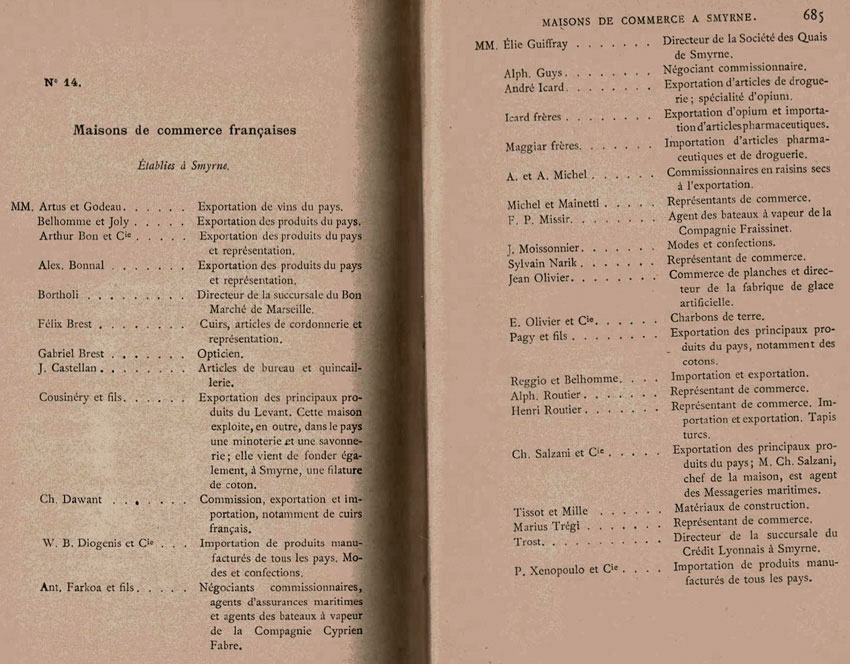 N° 14.
Maisons de commerce françaises
Établies à Smyrne.
MM. Artus et Godeau. . . . . . Exportation de vins du pays.
Belhomme et Joly . . . . . Exportation des produits du pays.
Arthur Bon et Cie . . . . . Exportation des produits du pays
et représentation.
Alex. Bonnal . . . . . . . Exportation des produits du pays
et représentation.
Bortholi . . . . . . . . . Directeur de la succursale du Bon
Marché de Marseille.
Félix Brest . . . . . . . . Cuirs, articles de cordonnerie et
représentation.
Gabriel Brest . . . . . . . Opticien.
J. Castellan . . . . . . . . Articles de bureau et quincail-
lerie.
Cousinéry et fils. . . . . . Exportation des principaux pro-
duits du Levant. Cette maison
exploite, en outre, dans le pays
une minoterie et une savonne-
rie ; elle vient de fonder éga-
lement, à Smyrne, une filature
de coton.
Ch. Dawant . . . . . . . Commission, exportation et im-
portation, notamment de cuirs
français.
W. B. Diogenis et Cie . . . Importation de produits manu-
facturés de tous les pays. Mo-
des et confections.
Ant. Farkoa et fils. . . . . Négociants commissionnaires,
agents d'assurances maritimes
et agents des bateaux à vapeur
de la Compagnie Cyprien
Fabre.
MAISONS DE COMMERCE A SMYRNE. 685
MM. Élie Guiffray . . . . . . . Directeur de la Société des Quais
de Smyrne.
Alph. Guys. . . . . . . . Négociant commissionnaire.
André Icard. . . . . . . . Exportation d'articles de drogue-
rie ; spécialité d'opium.
Icard frères . . . . . . . . Exportation d'opium et importa-
tion d'articles pharmaceutiques.
Maggiar frères. . . . . . . Importation d'articles pharma-
ceutiques et de droguerie.
A. et A. Michel . . . . . . Commissionnaires en raisins secs
à l'exportation.
Michel et Mainetti . . . . . Représentants de commerce.
F. P. Missir. . . . . . . . Agent des bateaux à vapeur de la
Compagnie Fraissinet.
J. Moissonnier. . . . . . . Modes et confections.
Sylvain Narik . . . . . . . Représentant de commerce.
Jean Olivier. . . . . . . . Commerce de planches et direc-
teur de la fabrique de glace
artificielle.
E. Olivier et Cie. . . . . . Charbons de terre.
Pagy et fils . . . . . . . . Exportation des principaux pro-
duits du pays, notamment des
cotons.
Reggio et Belhomme. . . . Importation et exportation.
Alph. Routier . . . . . . . Représentant de commerce.
Henri Routier . . . . . . . Représentant de commerce. Im-
portation et exportation. Tapis
turcs.
Ch. Salzani et Cie . . . . . Exportation des principaux pro-
duits du pays ; M. Ch. Salzani,
chef de la maison, est agent
des Messageries maritimes.
Tissot et Mille . . . . . . Matériaux de construction.
Marius Trégi . . . . . . . Représentant de commerce.
Trost. . . . . . . . . . . Directeur de la succursale du
Crédit Lyonnais à Smyrne.
P. Xenopoulo et Cie . . . . Importation de produits manu-
facturés de tous les pays.